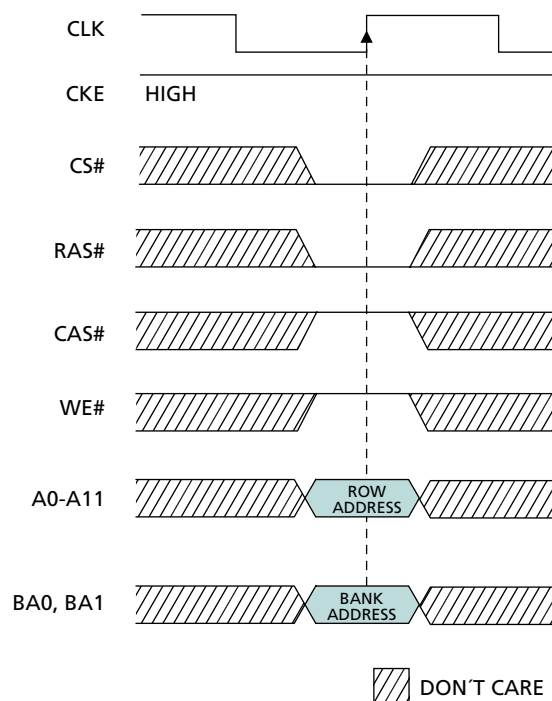 CLK
CKE HIGH
CS#
RAS#
CAS#
WE#
A0-A11
ROW
ADDRESS
BA0, BA1
BANK
ADDRESS
DON´T CARE